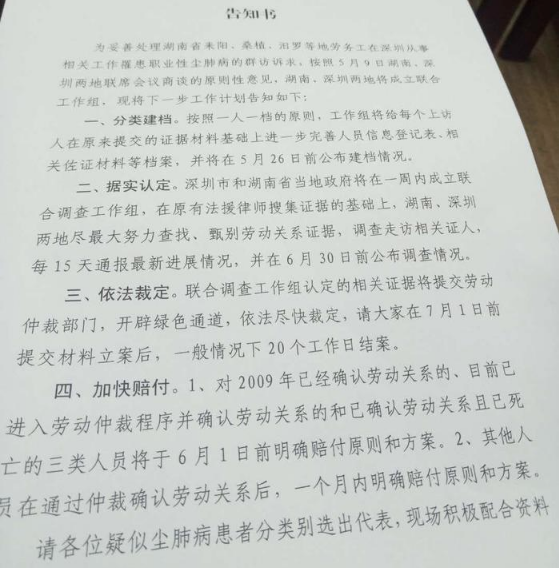 告知书
为妥善处理湖南省耒阳、桑植、汨罗等地劳务工在深圳从事
相关工作罹患职业性尘肺病的群访诉求，按照 5 月 9 日湖南、深
圳两地联席会议商谈的原则性意见，湖南、深圳两地将成立联合
工作组，现将下一步工作计划告知如下：
一、分类建档。按照一人一档的原则，工作组将给每个上访
人在原来提交的证据材料基础上进一步完善人员信息登记表、相
关佐证材料等档案，并将在 5 月 26 日前公布建档情况。
二、据实认定。深圳市和湖南省当地政府将在一周内成立联
合调查工作组，在原有法援律师搜集证据的基础上，湖南、深圳
两地尽最大努力查找、甄别劳动关系证据，调查走访相关证人，
每 15 天通报最新进展情况，并在 6 月 30 日前公布调查情况。
三、依法裁定。联合调查工作组认定的相关证据将提交劳动
仲裁部门，开辟绿色通道，依法尽快裁定，请大家在 7 月 1 日前
提交材料立案后，一般情况下 20 个工作日结案。
四、加快赔付。1、对 2009 年已经确认劳动关系的、目前已
进入劳动仲裁程序并确认劳动关系的和已确认劳动关系且已死
亡的三类人员将于 6 月 1 日前明确赔付原则和方案。2、其他人
员在通过仲裁确认劳动关系后，一个月内明确赔付原则和方案。
请各位疑似尘肺病患者分类别选出代表，现场积极配合资料